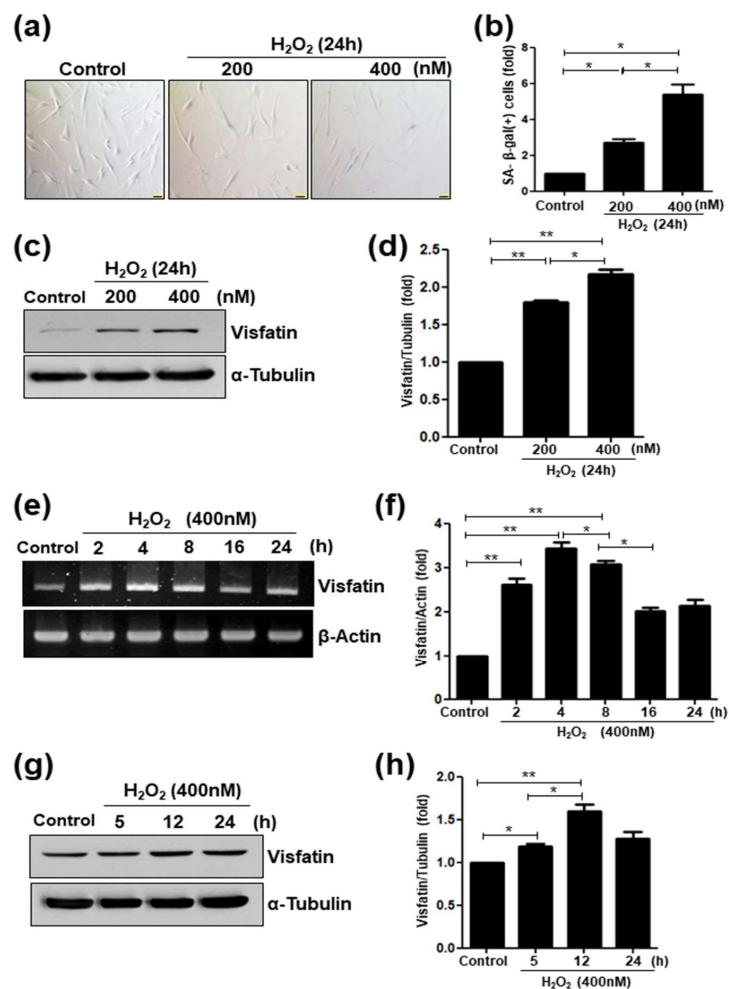 (a)
H₂O₂ (24h)
Control 200 400 (nM)
(b)
SA- β-gal(+) cells (fold)
8
6
4
2
0
* * *
Control 200 400 (nM)
H₂O₂ (24h)
(c)
H₂O₂ (24h)
Control 200 400 (nM)
Visfatin
α-Tubulin
(d)
Visfatin/Tubulin (fold)
2.5
2.0
1.5
1.0
0.5
0.0
**
** *
Control 200 400 (nM)
H₂O₂ (24h)
(e)
H₂O₂ (400nM)
Control 2 4 8 16 24 (h)
Visfatin
β-Actin
(f)
Visfatin/Actin (fold)
4
3
2
1
0
**
** *
** *
Control 2 4 8 16 24 (h)
H₂O₂ (400nM)
(g)
H₂O₂ (400nM)
Control 5 12 24 (h)
Visfatin
α-Tubulin
(h)
Visfatin/Tubulin (fold)
2.0
1.5
1.0
0.5
0.0
**
*
*
Control 5 12 24 (h)
H₂O₂ (400nM)